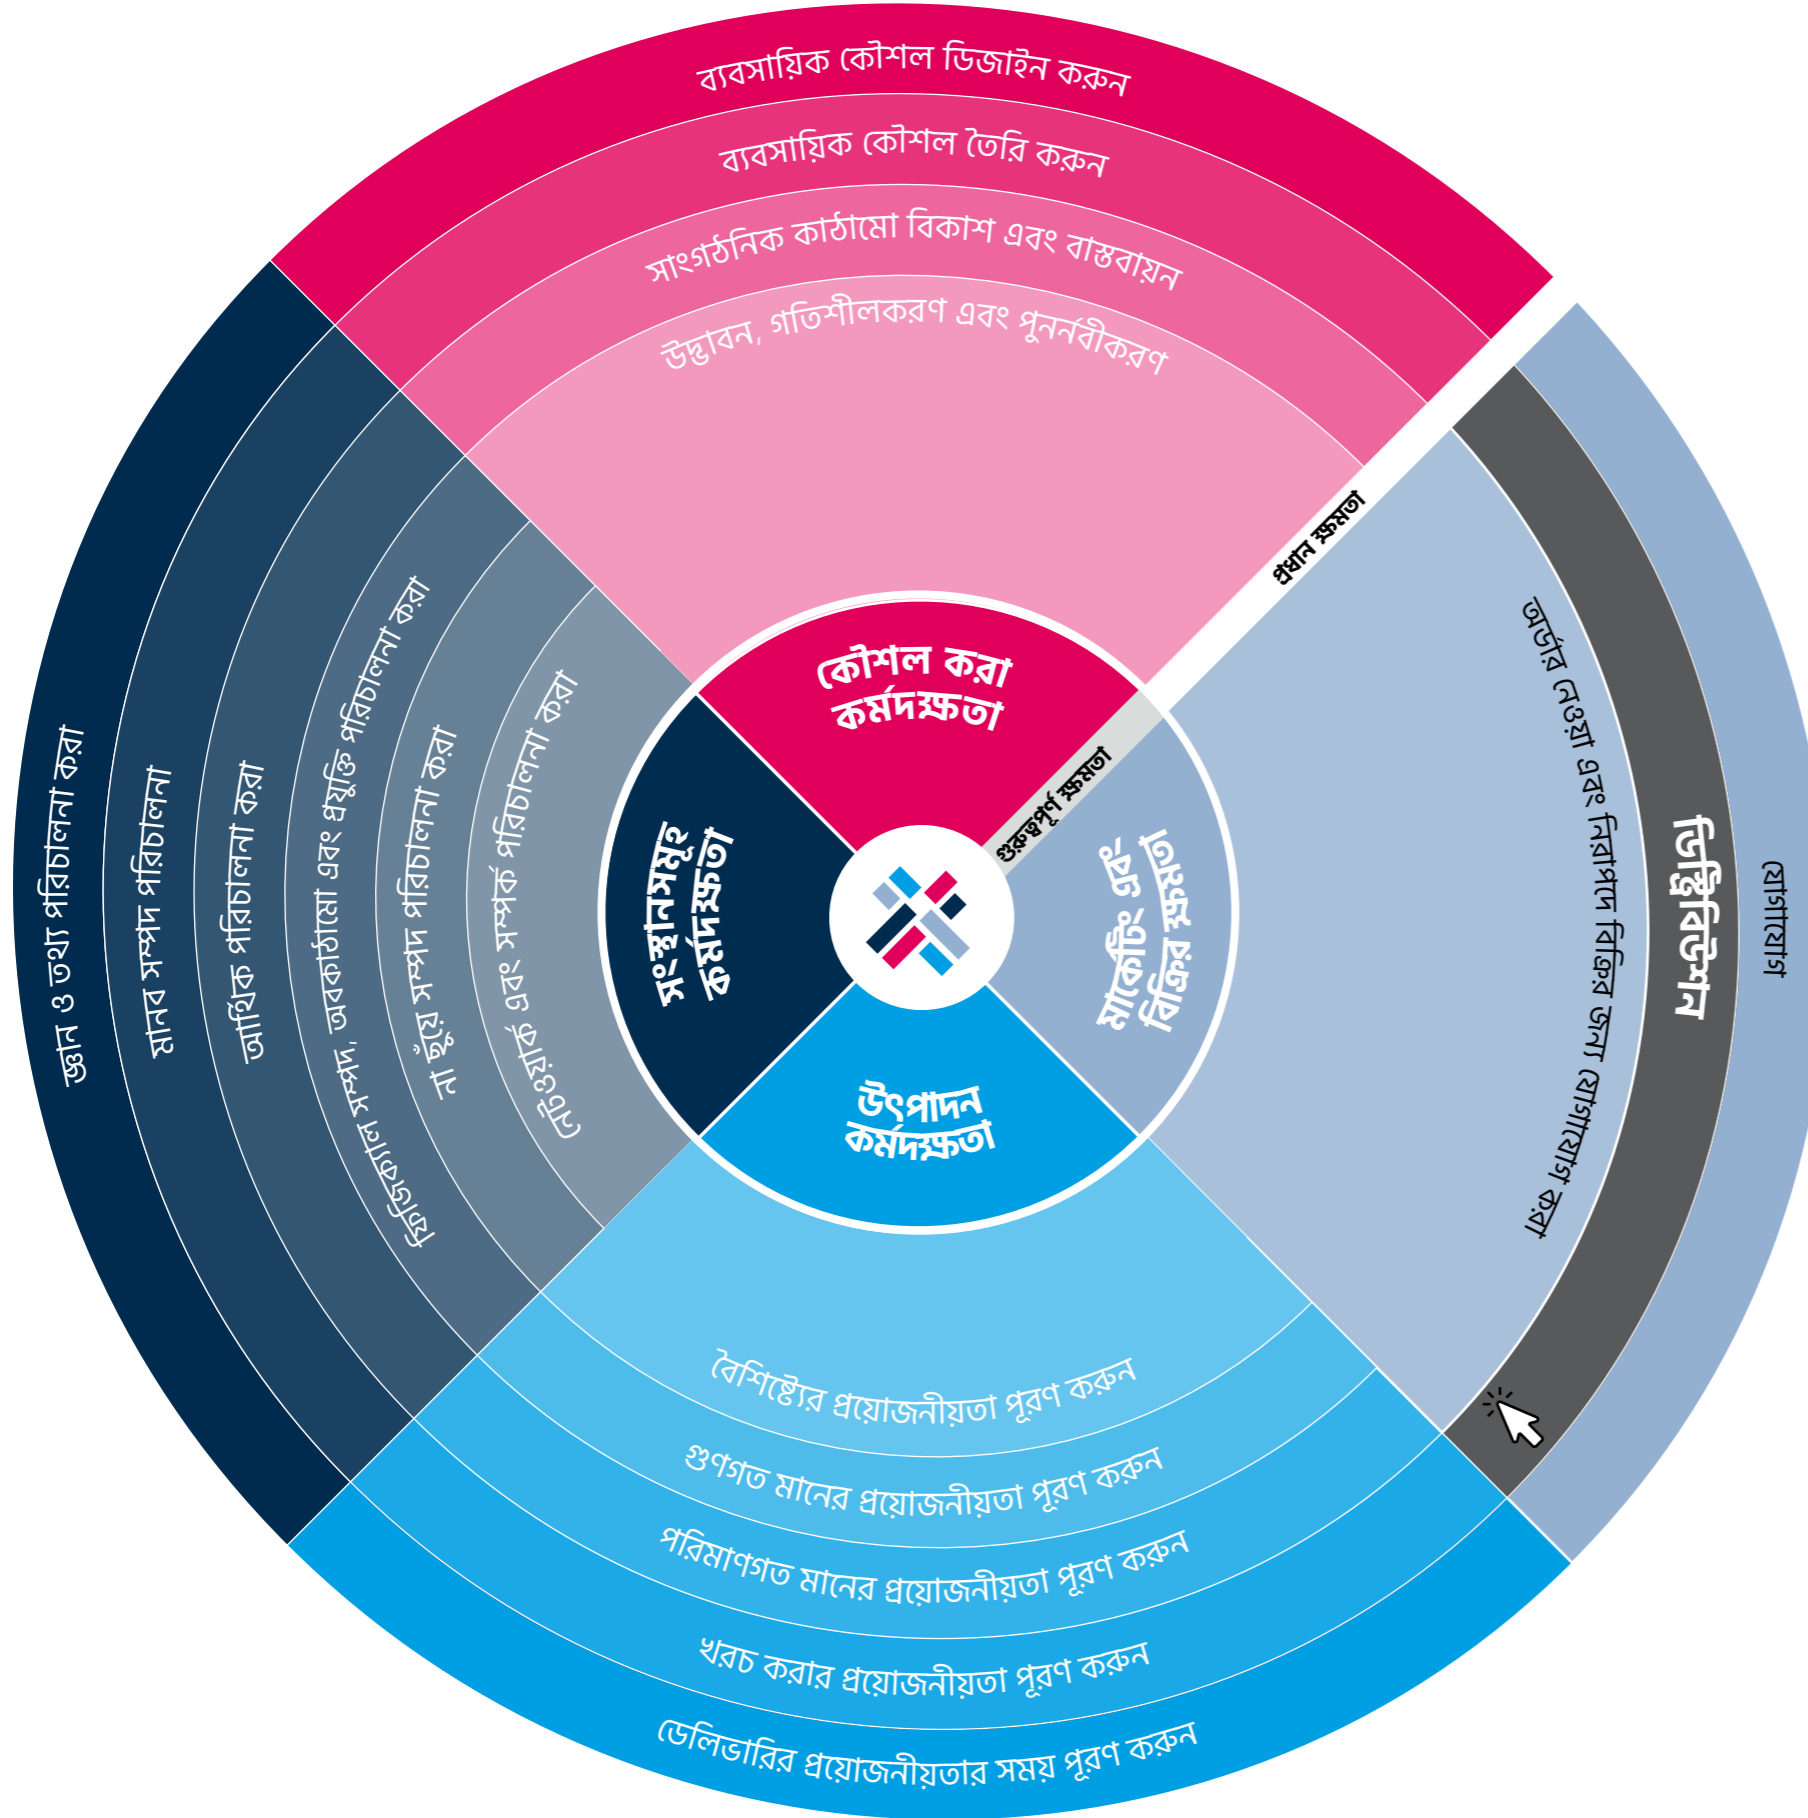 ব্যবসায়িক কৌশল ডিজাইন করুন
ব্যবসায়িক কৌশল তৈরি করুন
সাংগঠনিক কাঠামো বিকাশ এবং বাস্তবায়ন
উদ্ভাবন, গতিশীলকরণ এবং পুনর্নবীকরণ
কৌশল করা
কর্মদক্ষতা
প্রধান ক্ষমতা
গুরুত্বপূর্ণ ক্ষমতা
জ্ঞান ও তথ্য পরিচালনা করা
মানব সম্পদ পরিচালনা
আর্থিক পরিচালনা করা
ফিজিক্যাল সম্পদ, অবকাঠামো এবং প্রযুক্তি পরিচালনা করা
না ছুঁয়ে সম্পদ পরিচালনা করা
নেটওয়ার্ক এবং সম্পর্ক পরিচালনা করা
সংস্থানসমূহ
কর্মদক্ষতা
মার্কেটিং এবং
বিক্রির ক্ষমতা
অর্ডার নেওয়া এবং নিরাপদে বিক্রির জন্য যোগাযোগ করা
ডিস্ট্রিবিউশন
যোগাযোগ
উৎপাদন
কর্মদক্ষতা
বৈশিষ্ট্যের প্রয়োজনীয়তা পূরণ করুন
গুণগত মানের প্রয়োজনীয়তা পূরণ করুন
পরিমাণগত মানের প্রয়োজনীয়তা পূরণ করুন
খরচ করার প্রয়োজনীয়তা পূরণ করুন
ডেলিভারির প্রয়োজনীয়তার সময় পূরণ করুন